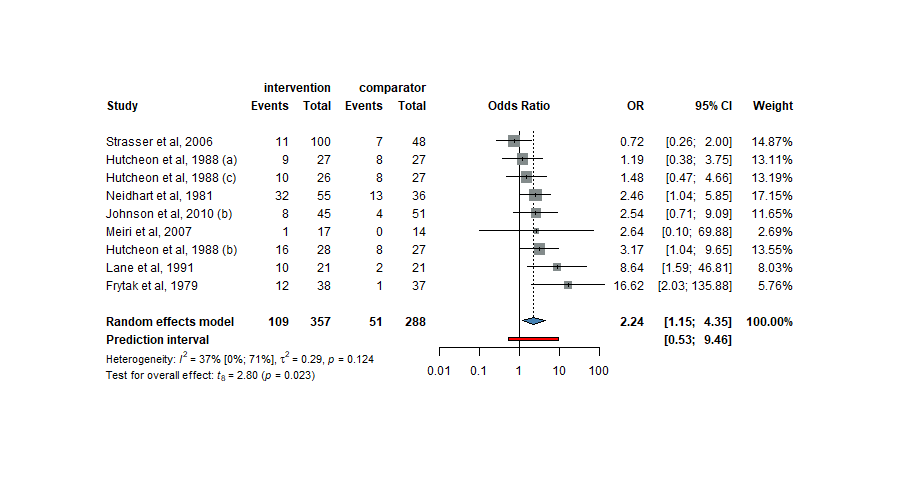 intervention comparator
Study Events Total Events Total Odds Ratio OR 95% CI Weight
Strasser et al, 2006 11 100 7 48 0.72 [0.26; 2.00] 14.87%
Hutcheon et al, 1988 (a) 9 27 8 27 1.19 [0.38; 3.75] 13.11%
Hutcheon et al, 1988 (c) 10 26 8 27 1.48 [0.47; 4.66] 13.19%
Neidhart et al, 1981 32 55 13 36 2.46 [1.04; 5.85] 17.15%
Johnson et al, 2010 (b) 8 45 4 51 2.54 [0.71; 9.09] 11.65%
Meiri et al, 2007 1 17 0 14 2.64 [0.10; 69.88] 2.69%
Hutcheon et al, 1988 (b) 16 28 8 27 3.17 [1.04; 9.65] 13.55%
Lane et al, 1991 10 21 2 21 8.64 [1.59; 46.81] 8.03%
Frytak et al, 1979 12 38 1 37 16.62 [2.03; 135.88] 5.76%
Random effects model 109 357 51 288 2.24 [1.15; 4.35] 100.00%
Prediction interval [0.53; 9.46]
Heterogeneity: I² = 37% [0%; 71%], τ² = 0.29, p = 0.124
Test for overall effect: t₈ = 2.80 (p = 0.023)
0.01 0.1 1 10 100